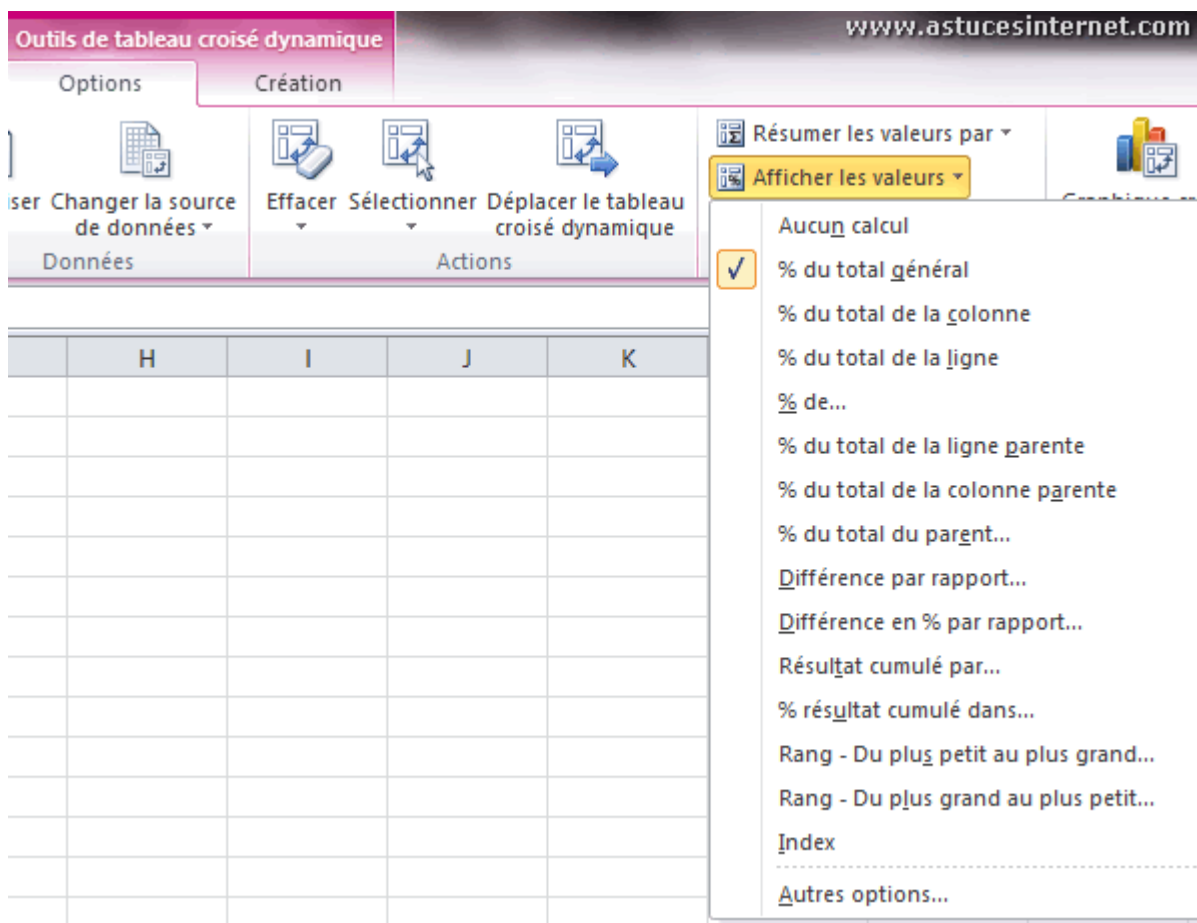 Outils de tableau croisé dynamique
www.astucesinternet.com
Options
Création
Changer la source
de données
Données
Effacer
Sélectionner
Déplacer le tableau
croisé dynamique
Actions
Résumer les valeurs par
Afficher les valeurs
Aucun calcul
% du total général
% du total de la colonne
% du total de la ligne
% de...
% du total de la ligne parente
% du total de la colonne parente
% du total du parent...
Différence par rapport...
Différence en % par rapport...
Résultat cumulé par...
% résultat cumulé dans...
Rang - Du plus petit au plus grand...
Rang - Du plus grand au plus petit...
Index
Autres options...
H
I
J
K